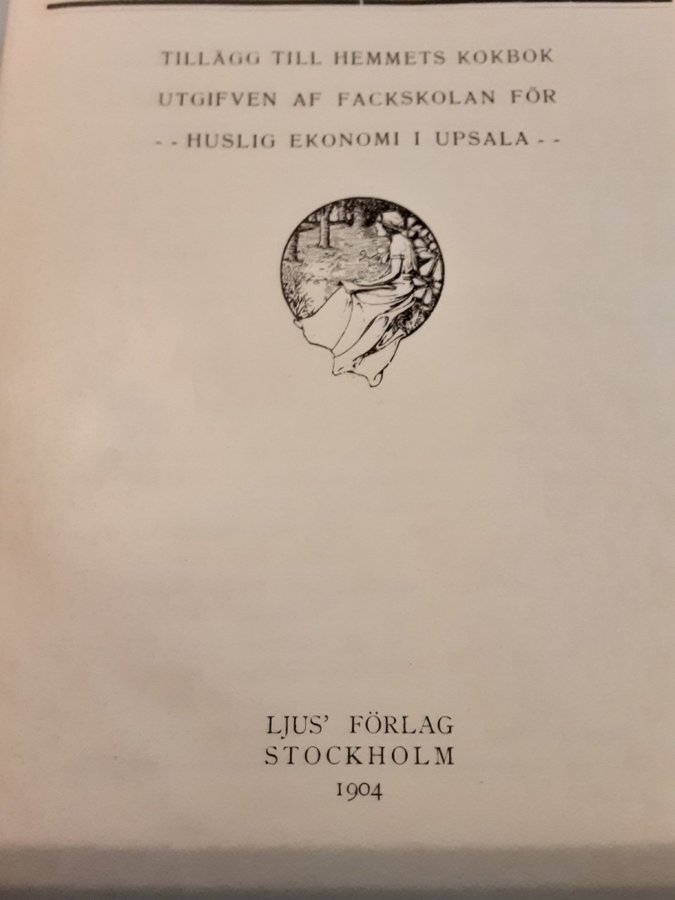 TILLÄGG TILL HEMMETS KOKBOK
UTGIFVEN AF FACKSKOLAN FÖR
- - HUSLIG EKONOMI I UPSALA - -
LJUS' FÖRLAG
STOCKHOLM
1904